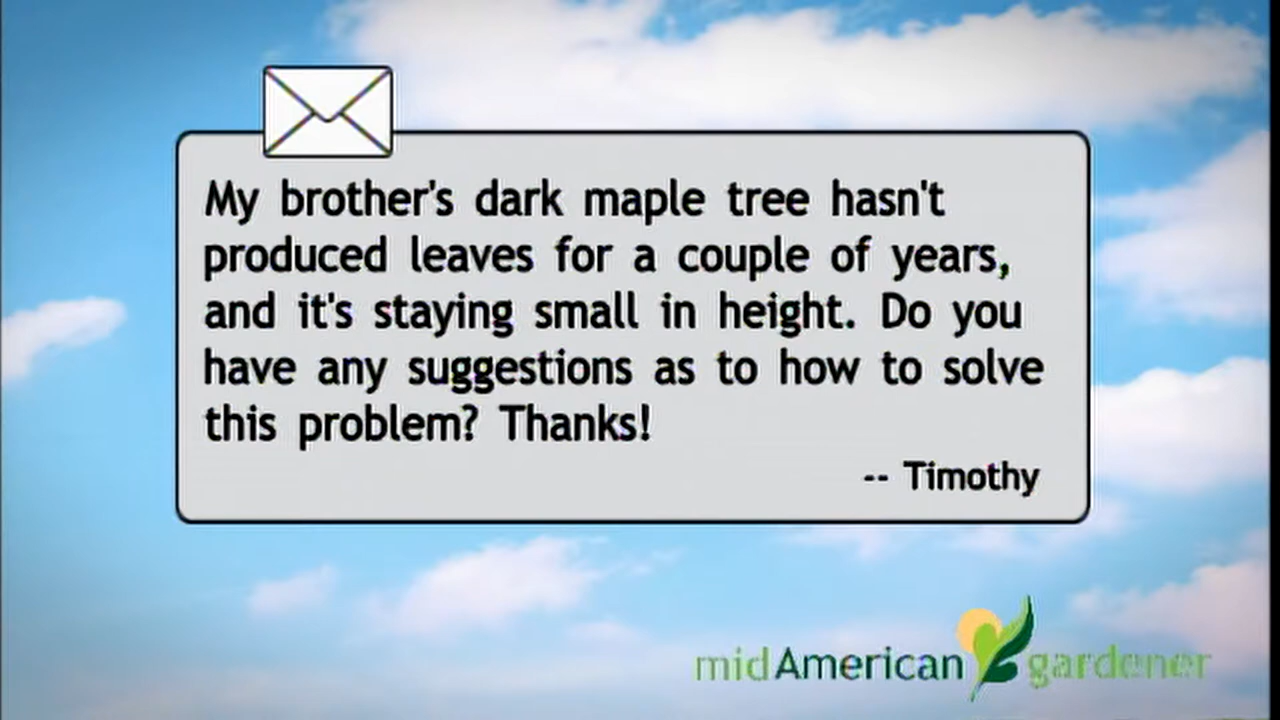 My brother's dark maple tree hasn't
produced leaves for a couple of years,
and it's staying small in height. Do you
have any suggestions as to how to solve
this problem? Thanks!
-- Timothy
midAmerican gardener